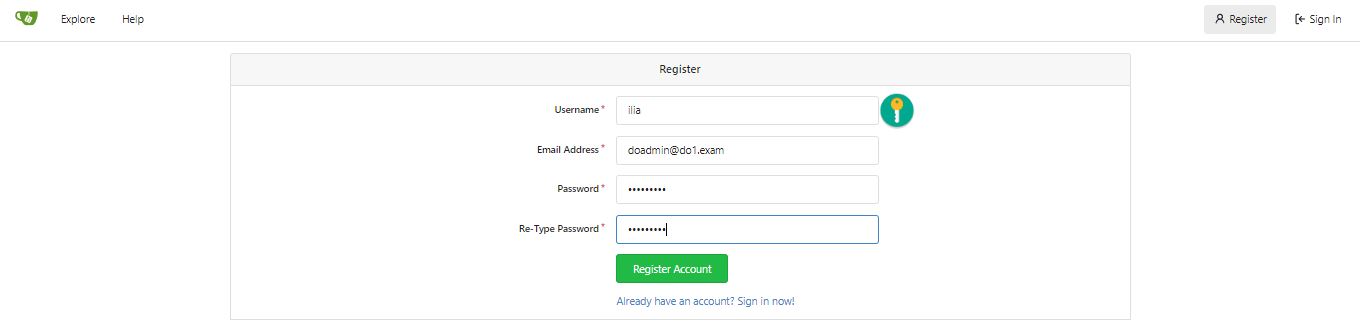 Explore Help Register Sign In
Register
Username * ilia
Email Address * doadmin@do1.exam
Password * •••••••••
Re-Type Password * •••••••••
Register Account
Already have an account? Sign in now!